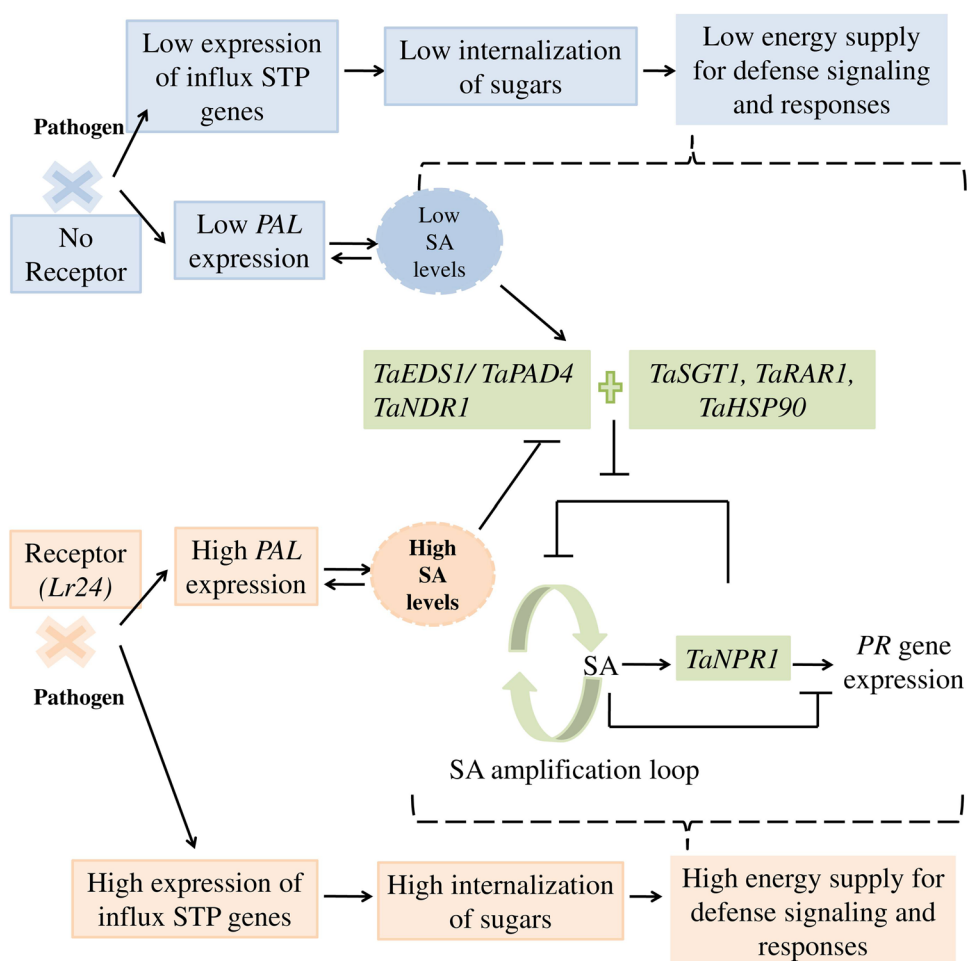 Low expression
of influx STP
genes
Low internalization
of sugars
Low energy supply
for defense signaling
and responses
Pathogen
No
Receptor
Low PAL
expression
Low
SA
levels
TaEDS1/ TaPAD4
TaNDR1
TaSGT1, TaRAR1,
TaHSP90
Receptor
(Lr24)
High PAL
expression
High
SA
levels
Pathogen
SA
TaNPR1
PR gene
expression
SA amplification loop
High expression of
influx STP genes
High internalization
of sugars
High energy supply for
defense signaling and
responses